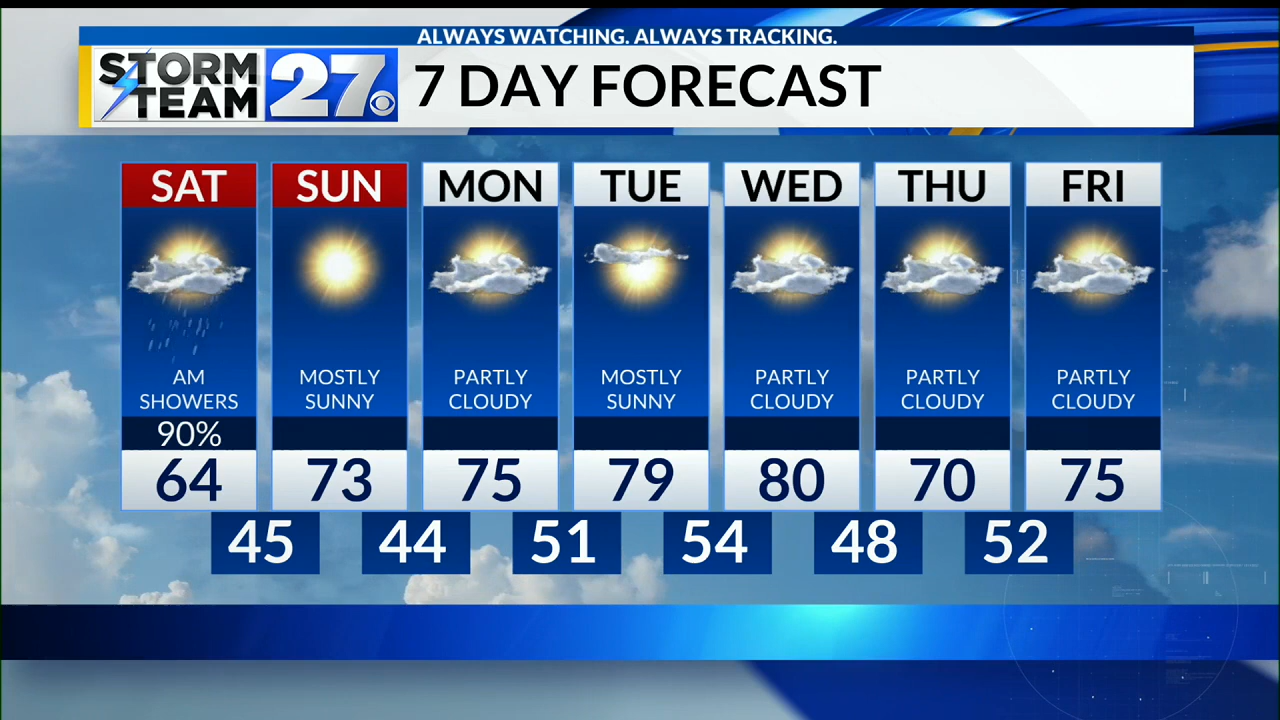 ALWAYS WATCHING. ALWAYS TRACKING.
STORM
TEAM
27
7 DAY FORECAST
SAT SUN MON TUE WED THU FRI
AM MOSTLY PARTLY MOSTLY PARTLY PARTLY PARTLY
SHOWERS SUNNY CLOUDY SUNNY CLOUDY CLOUDY CLOUDY
90%
64 73 75 79 80 70 75
45 44 51 54 48 52